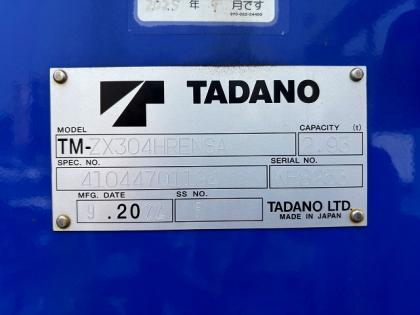 年 月です
TADANO
MODEL
CAPACITY (t)
TM-ZX304HRENSA
2.93
SPEC. NO.
SERIAL NO.
MFG. DATE
SS NO.
9 .20
TADANO LTD.
MADE IN JAPAN